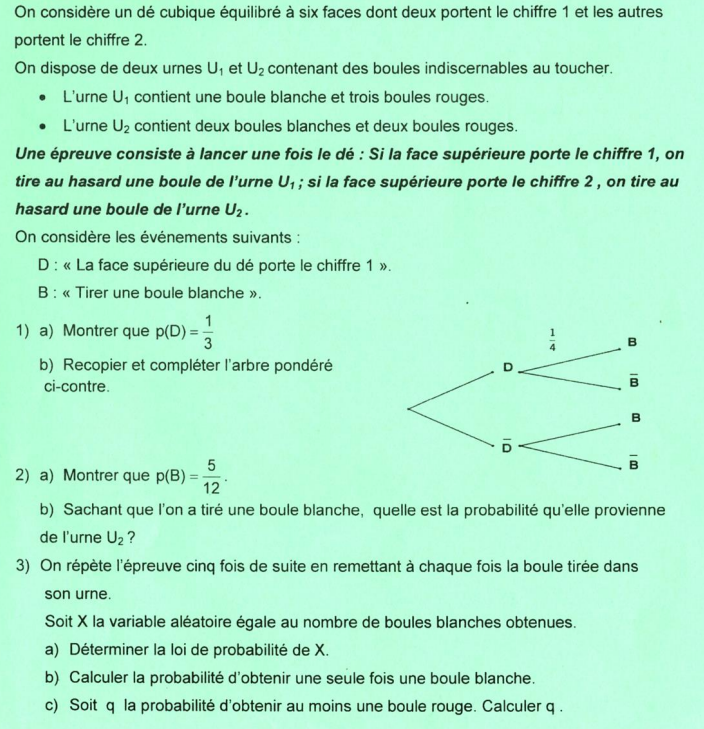 On considère un dé cubique équilibré à six faces dont deux portent le chiffre 1 et les autres
portent le chiffre 2.
On dispose de deux urnes U₁ et U₂ contenant des boules indiscernables au toucher.
• L'urne U₁ contient une boule blanche et trois boules rouges.
• L'urne U₂ contient deux boules blanches et deux boules rouges.
Une épreuve consiste à lancer une fois le dé : Si la face supérieure porte le chiffre 1, on
tire au hasard une boule de l'urne U₁ ; si la face supérieure porte le chiffre 2 , on tire au
hasard une boule de l'urne U₂ .
On considère les événements suivants :
D : « La face supérieure du dé porte le chiffre 1 ».
B : « Tirer une boule blanche ».
1) a) Montrer que p(D) = 1/3
b) Recopier et compléter l'arbre pondéré
ci-contre.
1/4
B
D
B̅
B
D̅
B̅
2) a) Montrer que p(B) = 5/12 .
b) Sachant que l'on a tiré une boule blanche, quelle est la probabilité qu'elle provienne
de l'urne U₂ ?
3) On répète l'épreuve cinq fois de suite en remettant à chaque fois la boule tirée dans
son urne.
Soit X la variable aléatoire égale au nombre de boules blanches obtenues.
a) Déterminer la loi de probabilité de X.
b) Calculer la probabilité d'obtenir une seule fois une boule blanche.
c) Soit q la probabilité d'obtenir au moins une boule rouge. Calculer q .